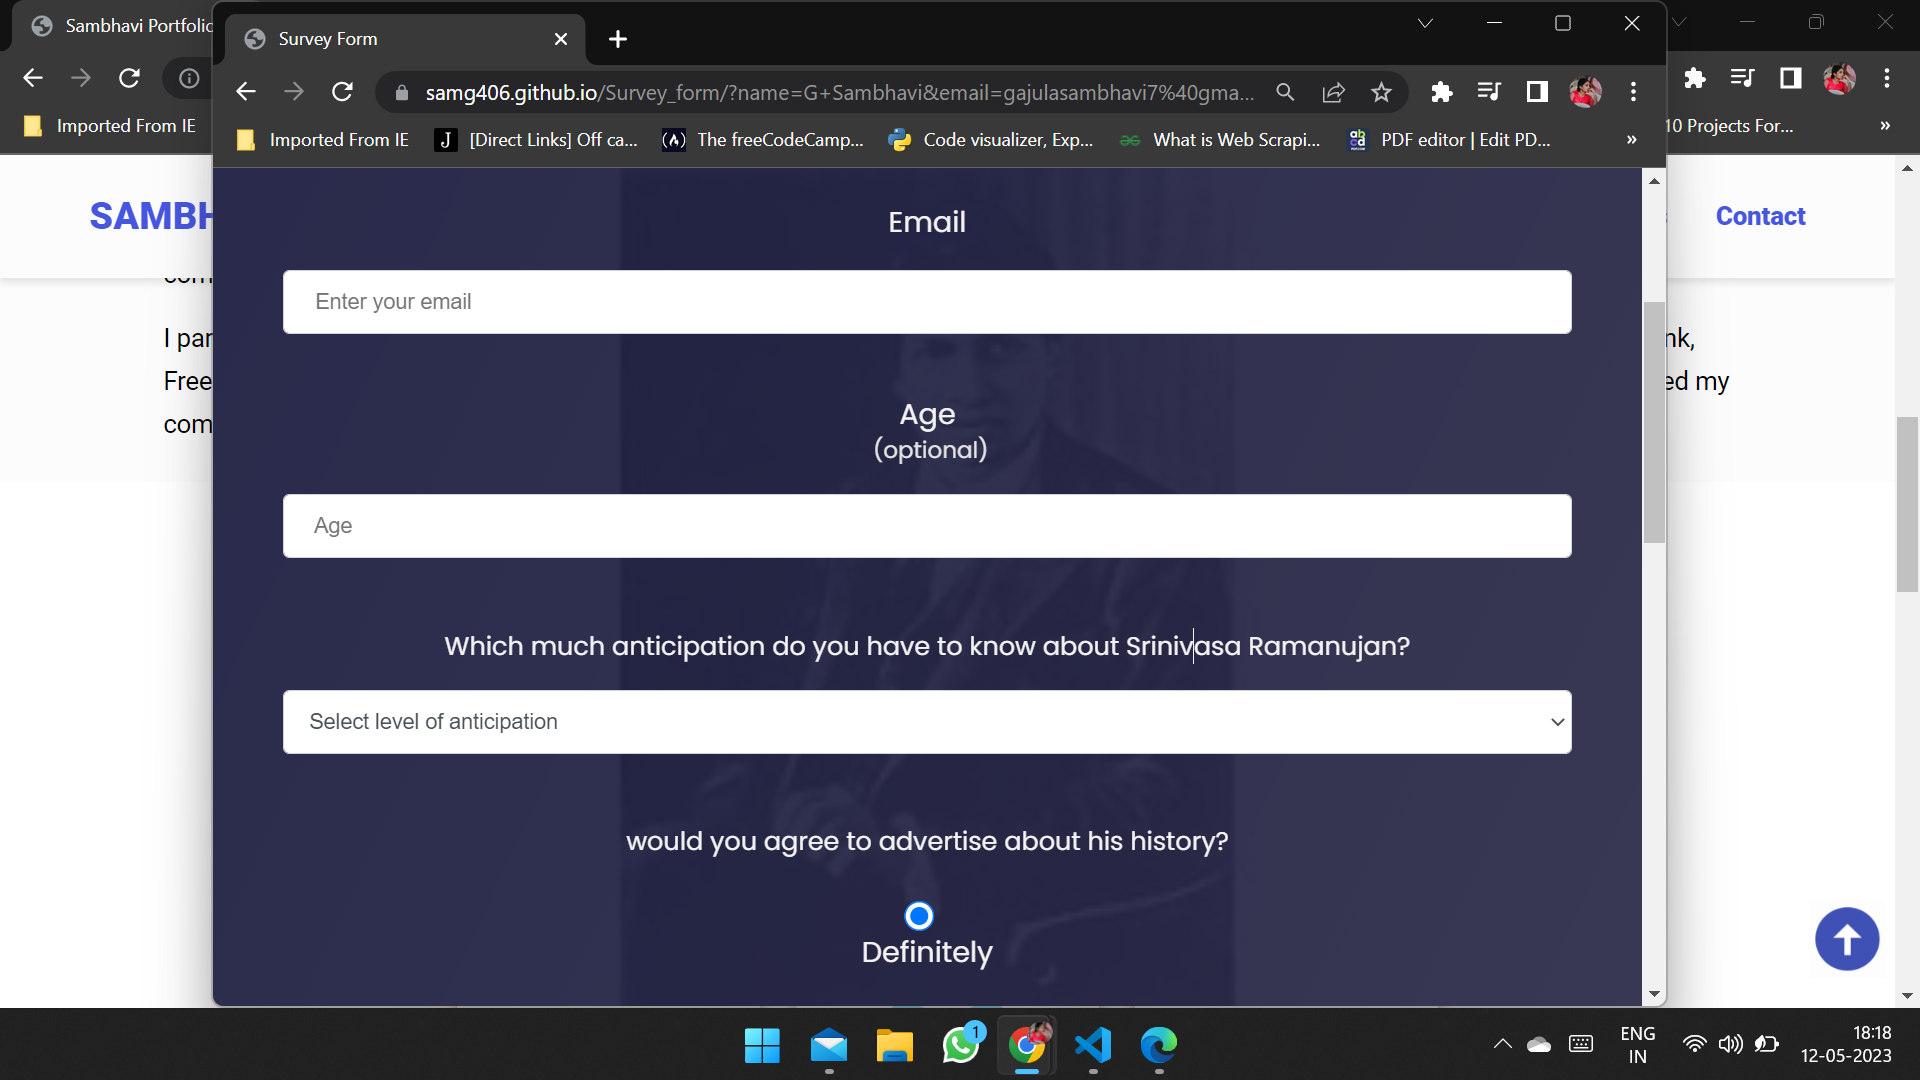 Sambhavi Portfolio
Survey Form
samg406.github.io/Survey_form/?name=G+Sambhavi&email=gajulasambhavi7%40gma...
Imported From IE
Imported From IE
J
[Direct Links] Off ca...
(A)
The freeCodeCamp...
Code visualizer, Exp...
What is Web Scrapi...
PDF editor | Edit PD...
»
10 Projects For...
»
SAMBH
Contact
Email
Enter your email
I par
nk,
Free
ed my
com
Age
(optional)
Age
Which much anticipation do you have to know about Srinivasa Ramanujan?
Select level of anticipation
would you agree to advertise about his history?
Definitely
1
ENG
IN
18:18
12-05-2023